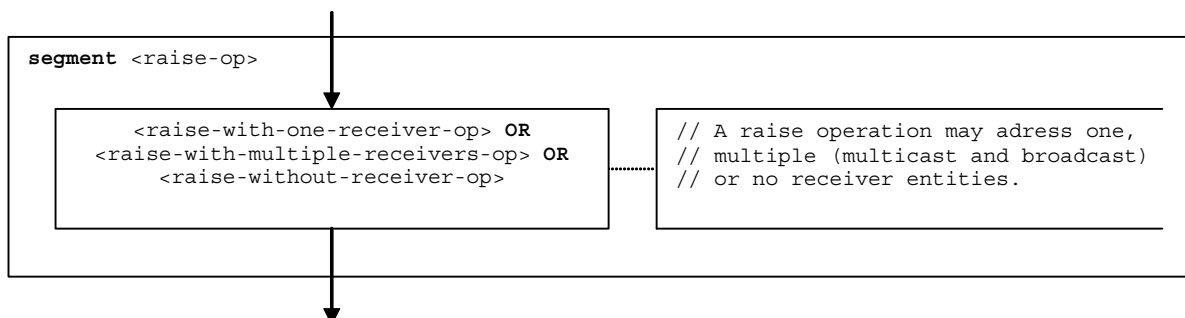 segment <raise-op>
<raise-with-one-receiver-op> OR
<raise-with-multiple-receivers-op> OR
<raise-without-receiver-op>
// A raise operation may adress one,
// multiple (multicast and broadcast)
// or no receiver entities.